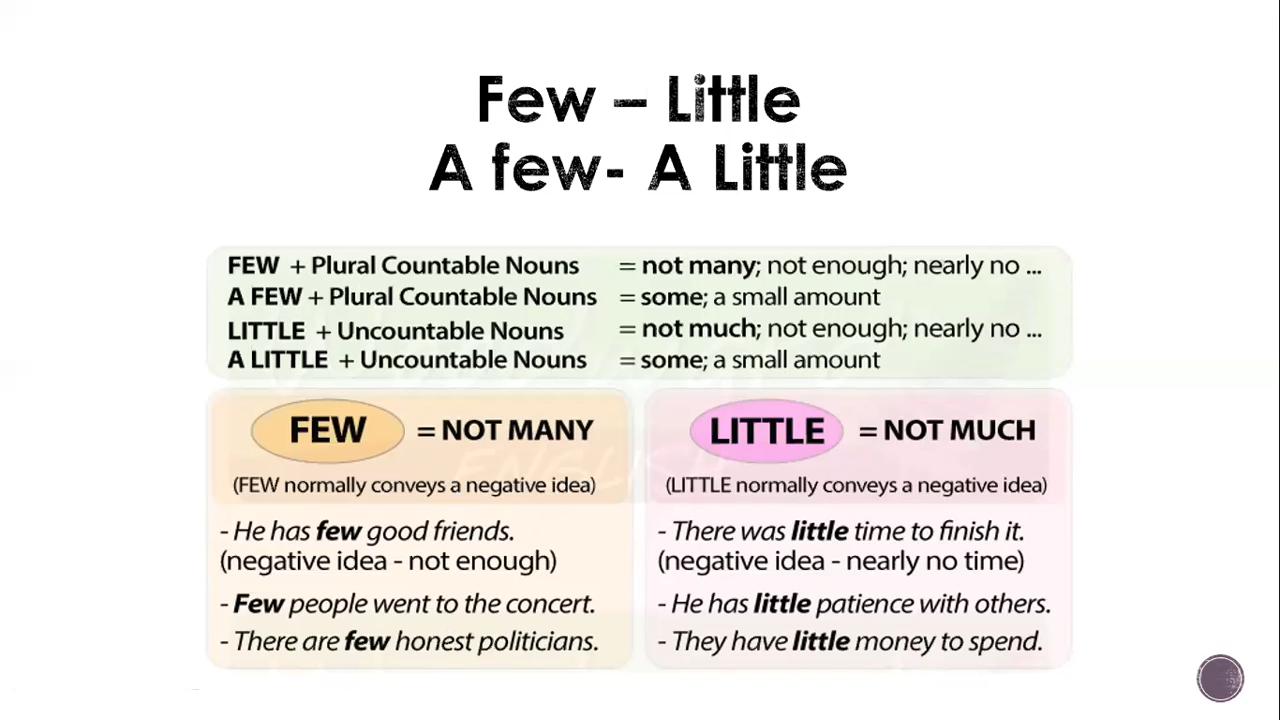 Few – Little
A few- A Little
FEW + Plural Countable Nouns = not many; not enough; nearly no ...
A FEW + Plural Countable Nouns = some; a small amount
LITTLE + Uncountable Nouns = not much; not enough; nearly no ...
A LITTLE + Uncountable Nouns = some; a small amount
FEW = NOT MANY
(FEW normally conveys a negative idea)
- He has few good friends.
(negative idea - not enough)
- Few people went to the concert.
- There are few honest politicians.
LITTLE = NOT MUCH
(LITTLE normally conveys a negative idea)
- There was little time to finish it.
(negative idea - nearly no time)
- He has little patience with others.
- They have little money to spend.
ENGLISH